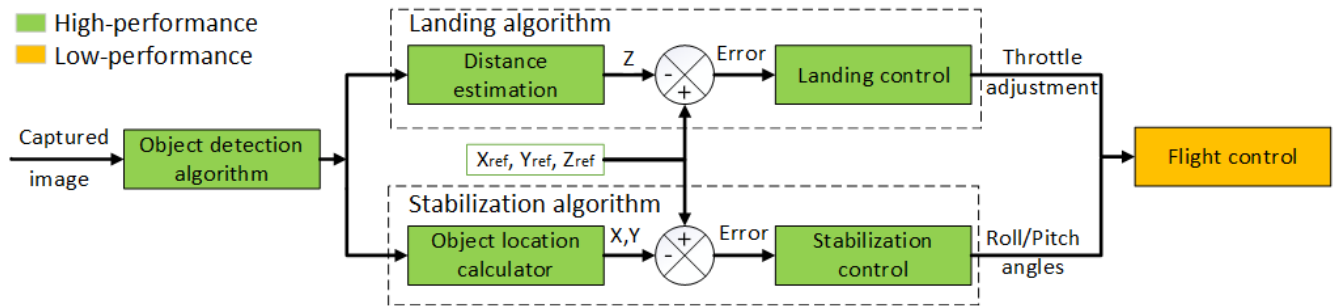 High-performance
Low-performance
Landing algorithm
Distance
estimation
Z
-
+
Error
Landing control
Throttle
adjustment
Captured
image
Object detection
algorithm
Xref, Yref, Zref
Flight control
Stabilization algorithm
Object location
calculator
X,Y
+
-
Error
Stabilization
control
Roll/Pitch
angles